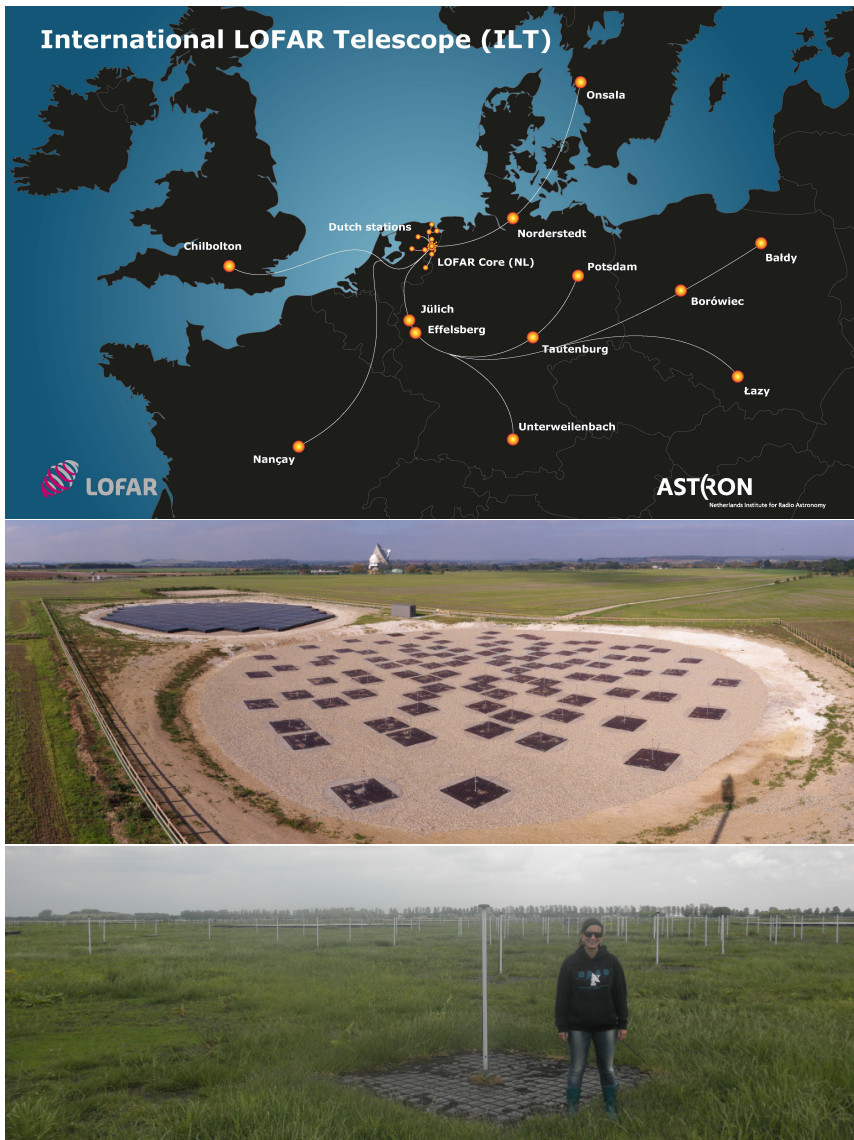 International LOFAR Telescope (ILT)
Onsala
Dutch stations
Norderstedt
Chilbolton
LOFAR Core (NL)
Bałdy
Potsdam
Borówiec
Jülich
Effelsberg
Tautenburg
Łazy
Unterweilenbach
Nançay
LOFAR
ASTRON
Netherlands Institute for Radio Astronomy